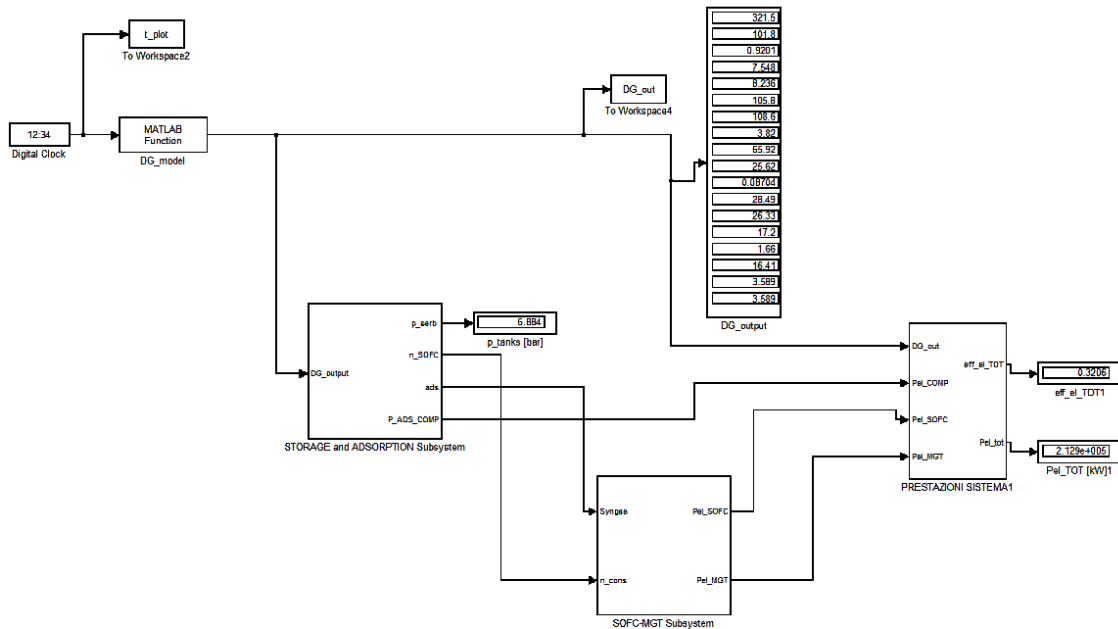 t_plot
To Workspace2
12:34
Digital Clock
MATLAB
Function
DG_model
DG_out
To Workspace4
321.5
101.8
0.9201
7.548
8.236
105.8
108.6
3.82
65.92
25.62
0.08704
28.49
26.33
17.2
1.66
16.41
3.589
3.589
DG_output
DG_output
p_serb
n_SOFC
ads
P_ADS_COMP
STORAGE and ADSORPTION Subsystem
6.884
p_tanks [bar]
Syngas
n_cons
Pel_SOFC
Pel_MGT
SOFC-MGT Subsystem
DG_out
Pel_COMP
Pel_SOFC
Pel_MGT
eff_el_TOT
Pel_tot
PRESTAZIONI SISTEMA1
0.3206
eff_el_TOT1
2.129e+005
Pel_TOT [kW]1